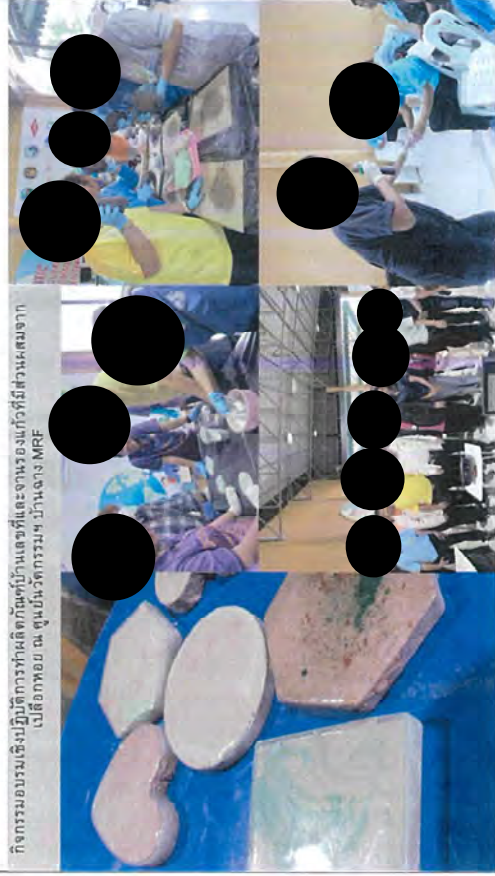 กิจกรรมอบรมเชิงปฏิบัติการทำผลิตภัณฑ์บ้านเลขที่และจานรองแก้วที่มีส่วนผสมจาก
เปลือกหอย ณ ศูนย์นวัตกรรมฯ บ้านฉาง MRF